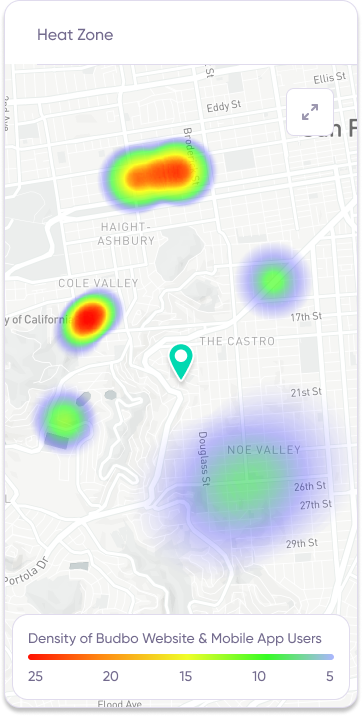 Heat Zone
St
Ellis St
Eddy St
an F
HAIGHT-
ASHBURY
COLE VALLEY
y of Californi
17th St
THE CASTRO
21st St
Douglass St
NOE VALLEY
26th St
27th St
L
29th St
Portola Dr
Density of Budbo Website & Mobile App Users
25 20 15 10 5
Flood Ave